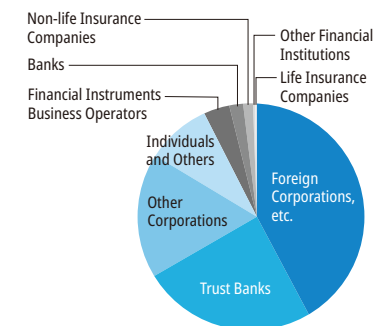 Non-life Insurance
Companies
Banks
Financial Instruments
Business Operators
Other Financial
Institutions
Life Insurance
Companies
Individuals
and Others
Other
Corporations
Foreign
Corporations,
etc.
Trust Banks